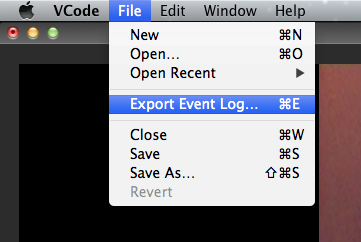 VCode File Edit Window Help
New ⌘N
Open... ⌘O
Open Recent ▶
Export Event Log... ⌘E
Close ⌘W
Save ⌘S
Save As... ⇧⌘S
Revert